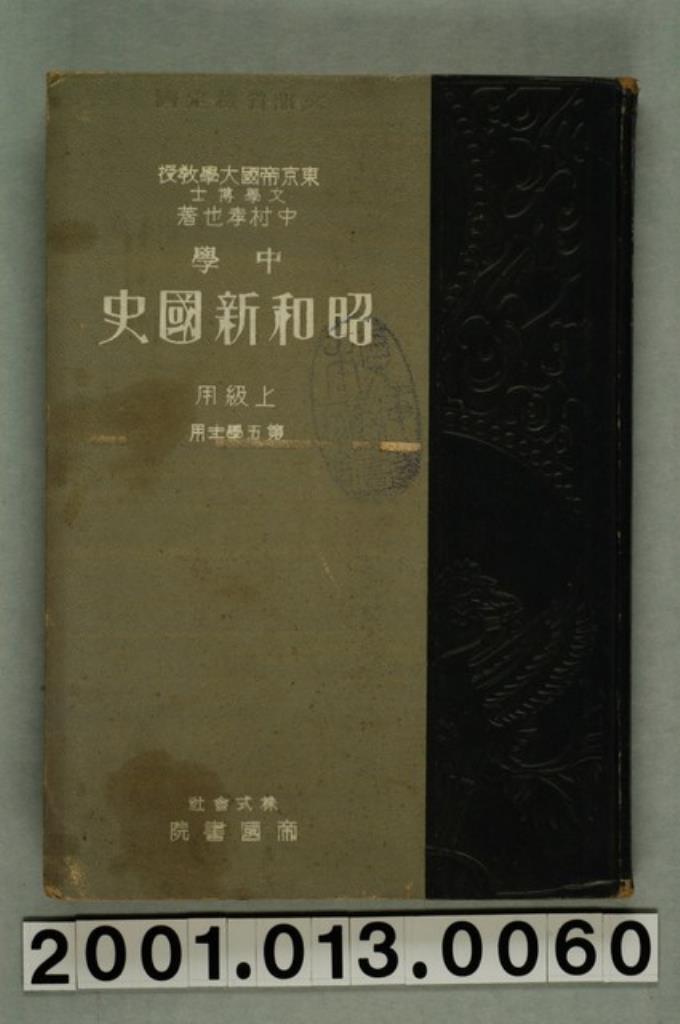 東京帝國大學教授
文學博士
中村孝也著
中學
昭和新國史
上級用
第五學年用
株式會社
帝國書院
2001.013.0060